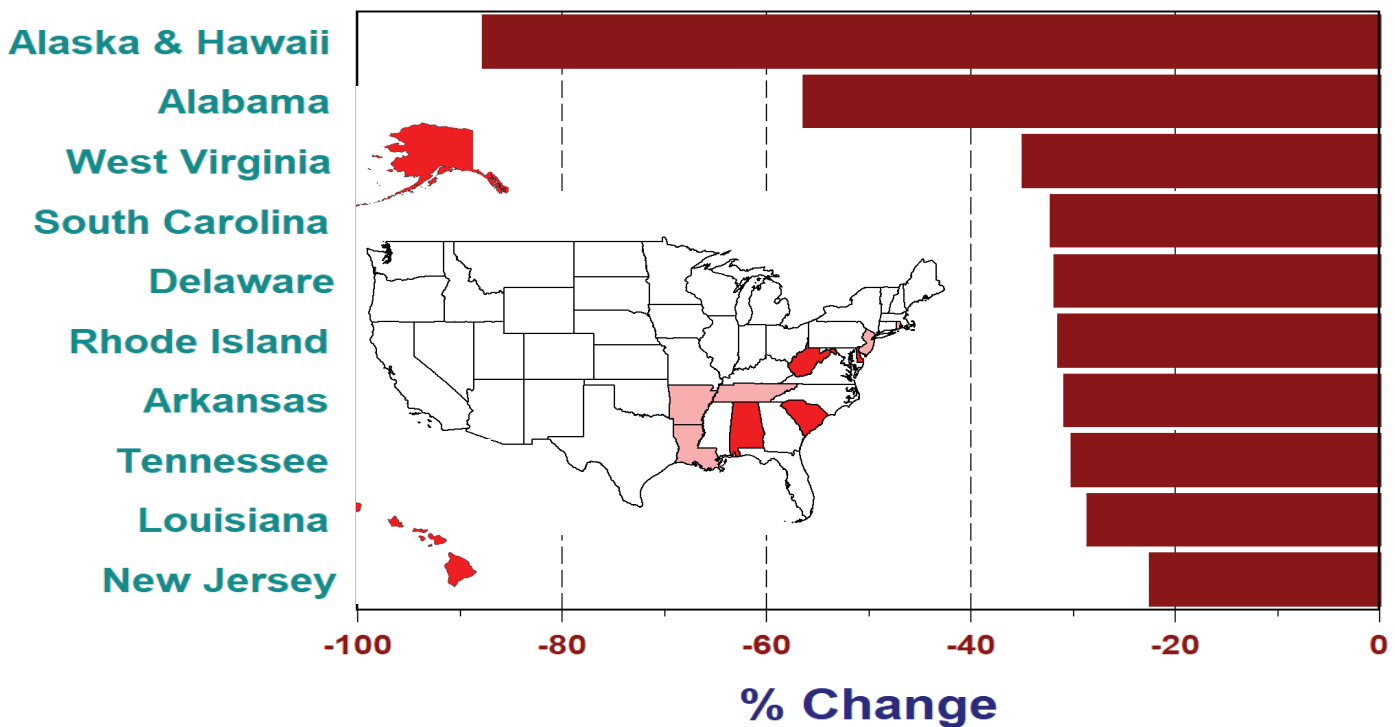 Alaska & Hawaii
Alabama
West Virginia
South Carolina
Delaware
Rhode Island
Arkansas
Tennessee
Louisiana
New Jersey
-100 -80 -60 -40 -20 0
% Change